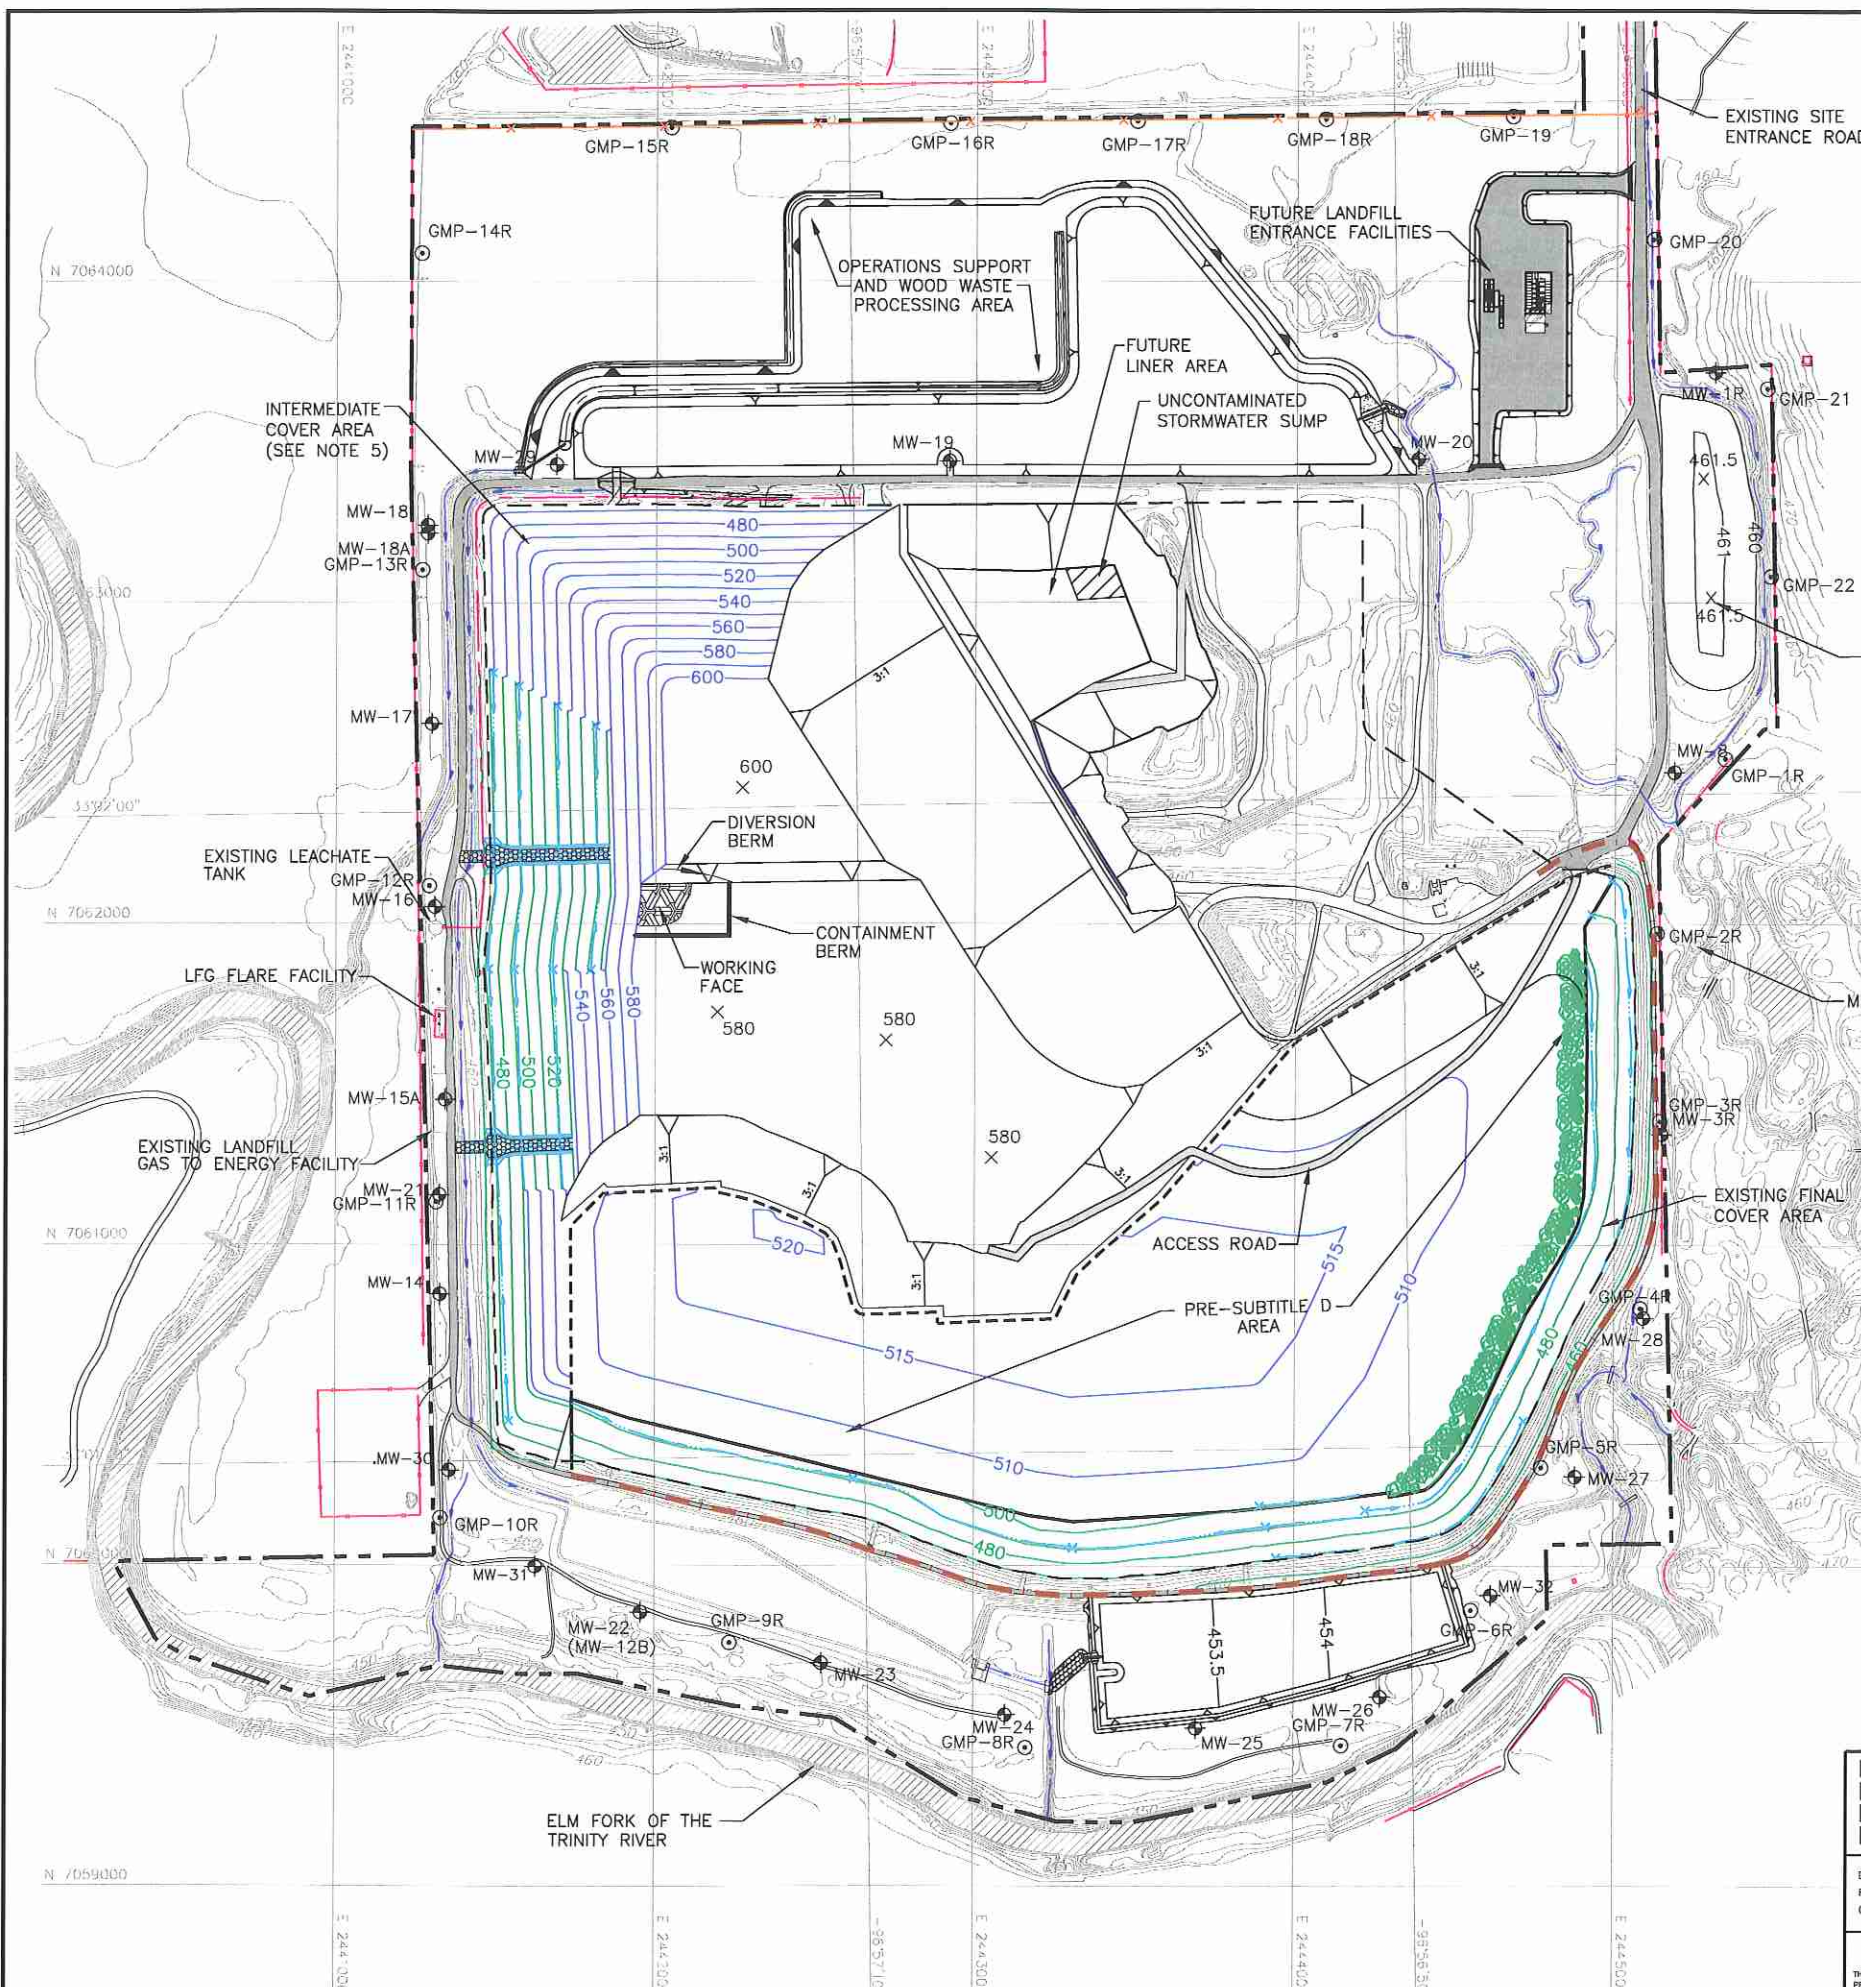 GMP-15R
GMP-16R
GMP-17R
GMP-18R
GMP-19
EXISTING SITE
ENTRANCE ROAD
GMP-14R
FUTURE LANDFILL
ENTRANCE FACILITIES
GMP-20
N 7064000
OPERATIONS SUPPORT
AND WOOD WASTE
PROCESSING AREA
FUTURE
LINER AREA
UNCONTAMINATED
STORMWATER SUMP
MW-1R
GMP-21
INTERMEDIATE
COVER AREA
(SEE NOTE 5)
MW-29
MW-19
MW-20
461.5
461
460
461.5
GMP-22
MW-18
MW-18A
GMP-13R
480
500
520
540
560
580
600
3:1
MW-17
600
MW-8
GMP-1R
33°02'00"
DIVERSION
BERM
EXISTING LEACHATE
TANK
GMP-12R
MW-16
N 7062000
CONTAINMENT
BERM
WORKING
FACE
GMP-2R
3:1
LFG FLARE FACILITY
540
560
580
580
580
480
500
520
3:1
M
MW-15A
GMP-3R
MW-3R
EXISTING LANDFILL
GAS TO ENERGY FACILITY
580
3:1
3:1
3:1
MW-21
GMP-11R
EXISTING FINAL
COVER AREA
N 7061000
520
ACCESS ROAD
515
510
3:1
MW-14
PRE-SUBTITLE D
AREA
GMP-4R
MW-28
480
460
515
510
MW-30
GMP-5R
MW-27
500
480
GMP-10R
MW-31
MW-22
(MW-12B)
GMP-9R
MW-23
453.5
454
MW-32
GMP-6R
MW-24
GMP-8R
MW-25
MW-26
GMP-7R
460
ELM FORK OF THE
TRINITY RIVER
N 7059000